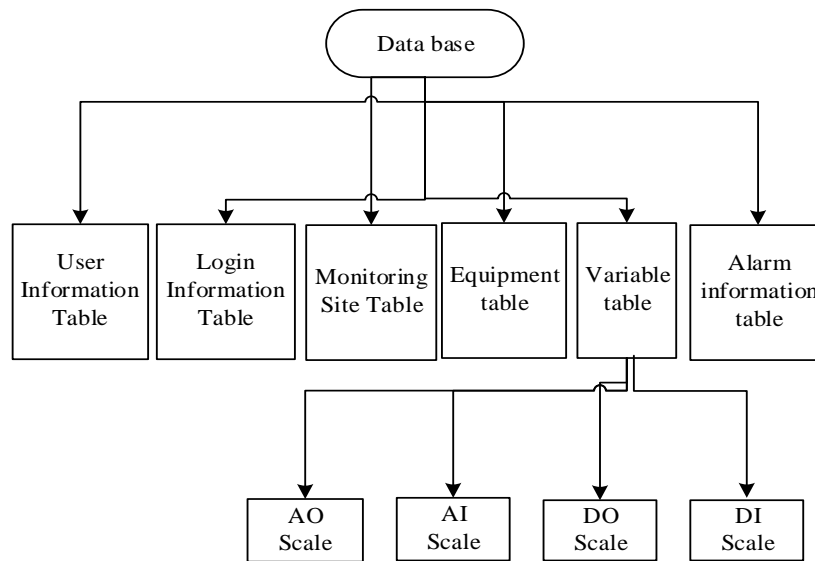 Data base
User
Information
Table
Login
Information
Table
Monitoring
Site Table
Equipment
table
Variable
table
Alarm
information
table
AO
Scale
AI
Scale
DO
Scale
DI
Scale